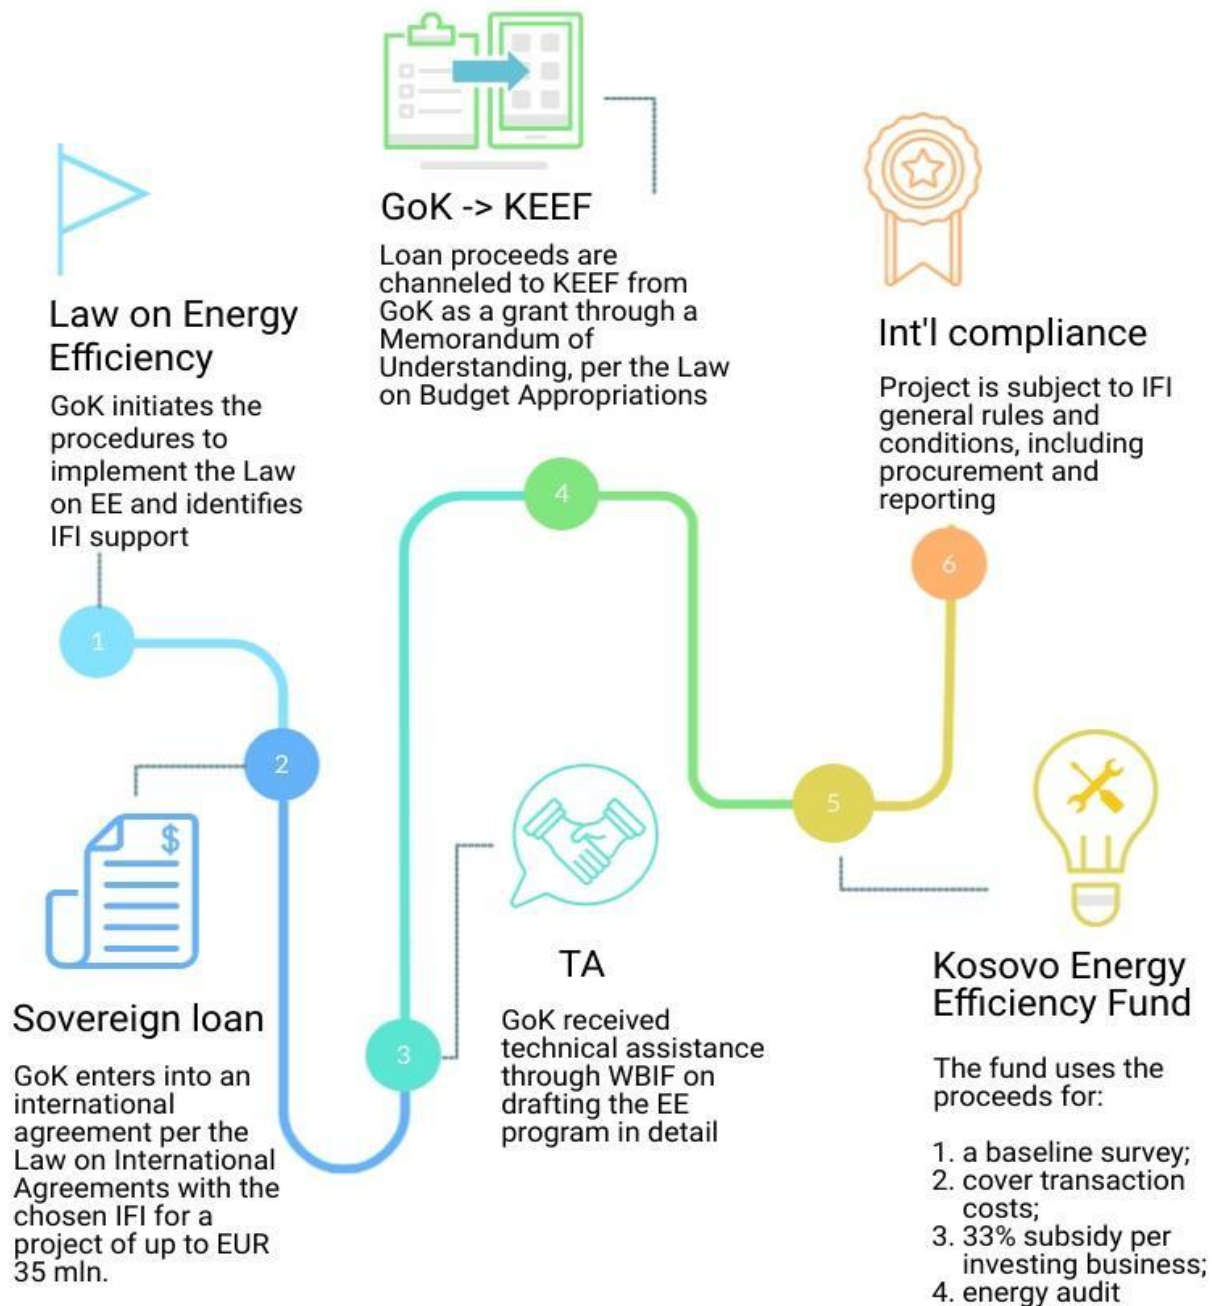 Law on Energy
Efficiency
GoK initiates the
procedures to
implement the Law
on EE and identifies
IFI support
1
2
$
Sovereign loan
GoK enters into an
international
agreement per the
Law on International
Agreements with the
chosen IFI for a
project of up to EUR
35 mln.
3
TA
GoK received
technical assistance
through WBIF on
drafting the EE
program in detail
GoK -> KEEF
Loan proceeds are
channeled to KEEF from
GoK as a grant through a
Memorandum of
Understanding, per the Law
on Budget Appropriations
4
5
Kosovo Energy
Efficiency Fund
The fund uses the
proceeds for:
1. a baseline survey;
2. cover transaction
costs;
3. 33% subsidy per
investing business;
4. energy audit
Int'l compliance
Project is subject to IFI
general rules and
conditions, including
procurement and
reporting
6